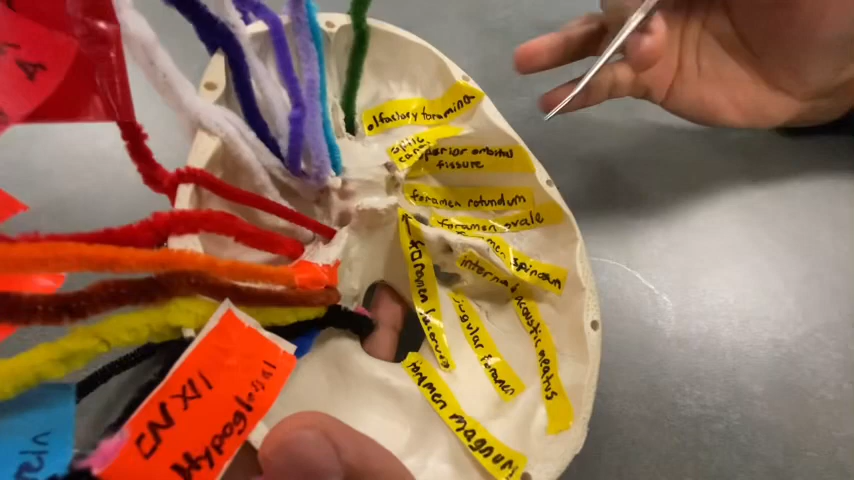 olfactory foramina
optic
canal
superior orbital
fissure
foramen rotundum
foramen ovale
foramen spinosum
internal acoustic meatus
foramen lacerum
jugular foramen
foramen magnum
CN XII
Hypoglossal